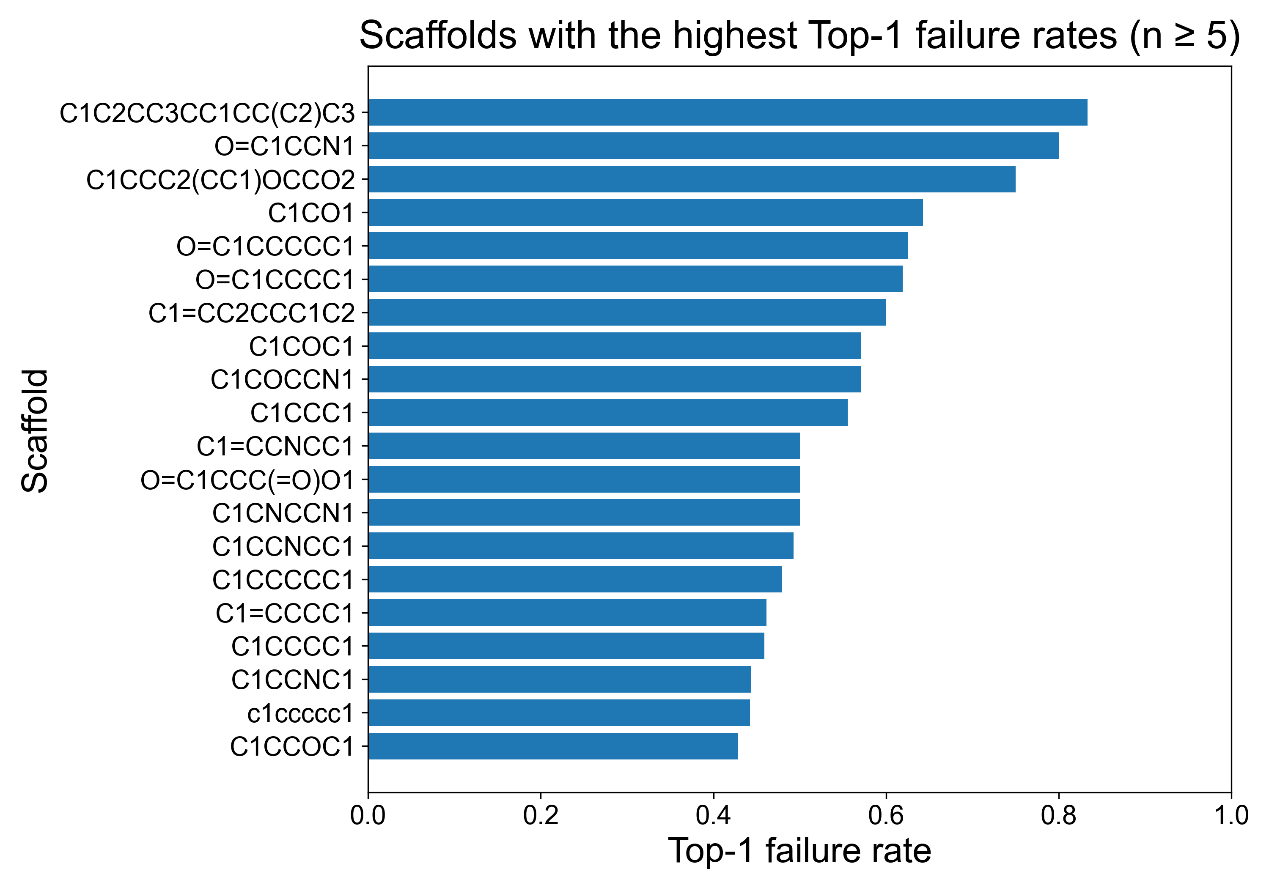 Scaffolds with the highest Top-1 failure rates (n ≥ 5)
C1C2CC3CC1CC(C2)C3
O=C1CCN1
C1CCC2(CC1)OCCO2
C1CO1
O=C1CCCCC1
O=C1CCCC1
C1=CC2CCC1C2
C1COC1
C1COCCN1
C1CCC1
C1=CCNCC1
O=C1CCC(=O)O1
C1CNCCN1
C1CCNCC1
C1CCCCC1
C1=CCCC1
C1CCCC1
C1CCNC1
c1ccccc1
C1CCOC1
Scaffold
0.0 0.2 0.4 0.6 0.8 1.0
Top-1 failure rate